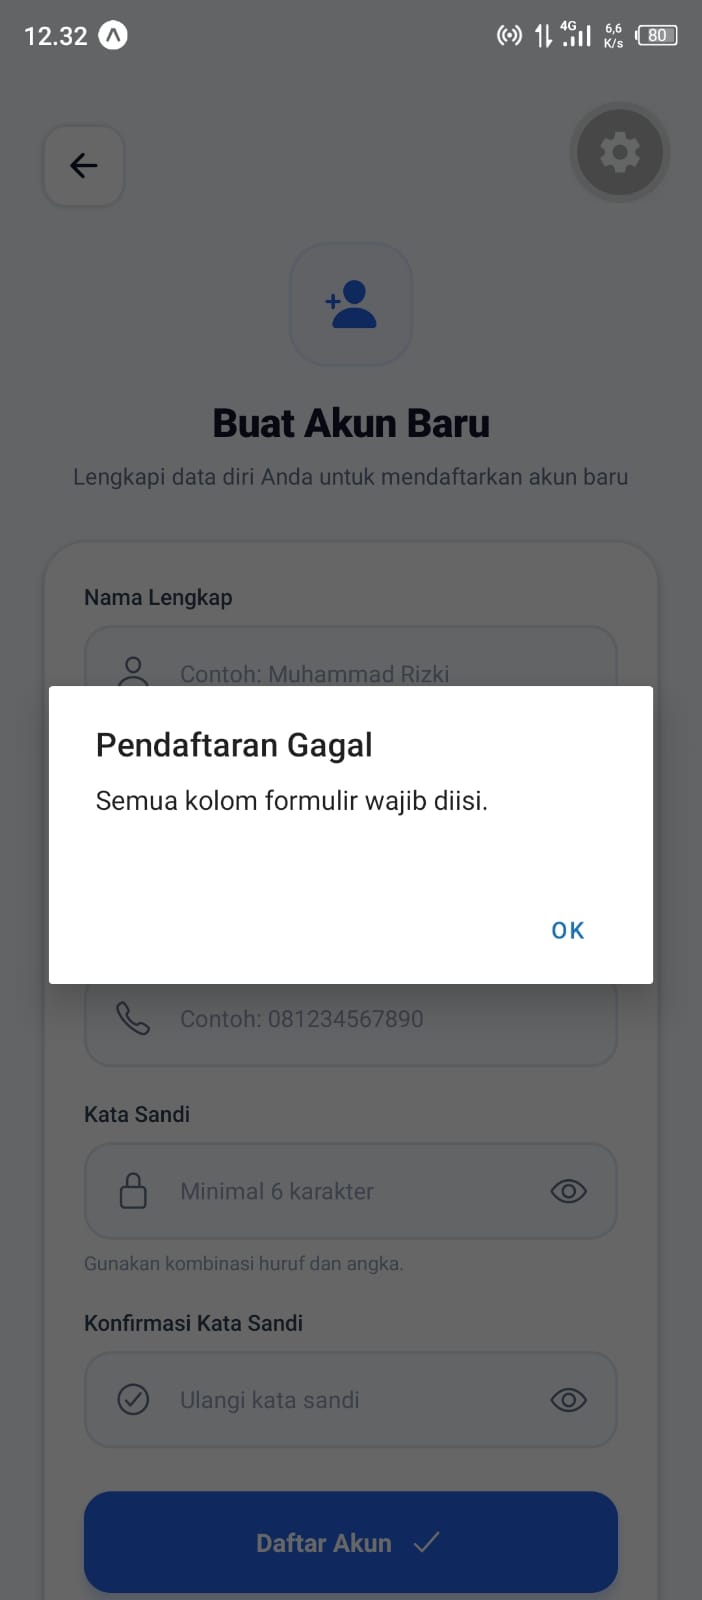 12.32
4G
6,6
K/s
80
Buat Akun Baru
Lengkapi data diri Anda untuk mendaftarkan akun baru
Nama Lengkap
Contoh: Muhammad Rizki
Pendaftaran Gagal
Semua kolom formulir wajib diisi.
OK
Contoh: 081234567890
Kata Sandi
Minimal 6 karakter
Gunakan kombinasi huruf dan angka.
Konfirmasi Kata Sandi
Ulangi kata sandi
Daftar Akun